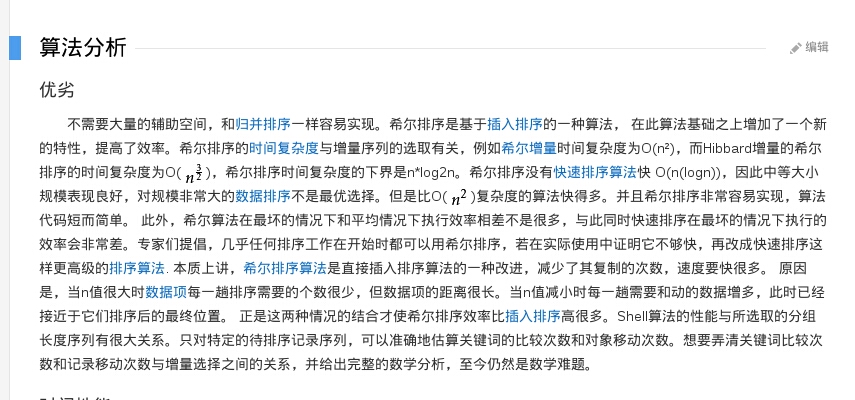 算法分析
编辑
优劣
不需要大量的辅助空间，和归并排序一样容易实现。希尔排序是基于插入排序的一种算法， 在此算法基础之上增加了一个新
的特性，提高了效率。希尔排序的时间复杂度与增量序列的选取有关，例如希尔增量时间复杂度为O(n²)，而Hibbard增量的希尔
排序的时间复杂度为O( n^(3/2) )，希尔排序时间复杂度的下界是n*log2n。希尔排序没有快速排序算法快 O(n(logn))，因此中等大小
规模表现良好，对规模非常大的数据排序不是最优选择。但是比O( n² )复杂度的算法快得多。并且希尔排序非常容易实现，算法
代码短而简单。 此外，希尔算法在最坏的情况下和平均情况下执行效率相差不是很多，与此同时快速排序在最坏的情况下执行的
效率会非常差。专家们提倡，几乎任何排序工作在开始时都可以用希尔排序，若在实际使用中证明它不够快，再改成快速排序这
样更高级的排序算法. 本质上讲，希尔排序算法是直接插入排序算法的一种改进，减少了其复制的次数，速度要快很多。 原因
是，当n值很大时数据项每一趟排序需要的个数很少，但数据项的距离很长。当n值减小时每一趟需要和动的数据增多，此时已经
接近于它们排序后的最终位置。 正是这两种情况的结合才使希尔排序效率比插入排序高很多。Shell算法的性能与所选取的分组
长度序列有很大关系。只对特定的待排序记录序列，可以准确地估算关键词的比较次数和对象移动次数。想要弄清关键词比较次
数和记录移动次数与增量选择之间的关系，并给出完整的数学分析，至今仍然是数学难题。